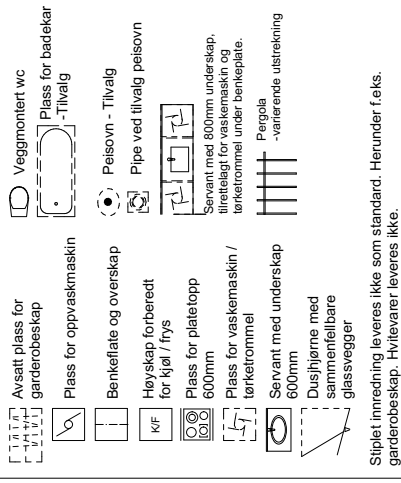 Avsatt plass for
garderobeskap
Plass for oppvaskmaskin
Benkeflate og overskap
K/F
Høyskap forberedt
for kjøl / frys
Plass for platetopp
600mm
Plass for vaskemaskin /
tørketrommel
Servant med underskap
600mm
Dusjhjørne med
sammenfellbare
glassvegger
Veggmontert wc
Plass for badekar
-Tilvalg
Peisovn - Tilvalg
Pipe ved tilvalg peisovn
Servant med 800mm underskap,
tilrettelagt for vaskemaskin og
tørketrommel under benkeplate.
Pergola
-varierende utstrekning
Stiplet innredning leveres ikke som standard. Herunder f.eks.
garderobeskap. Hvitevarer leveres ikke.